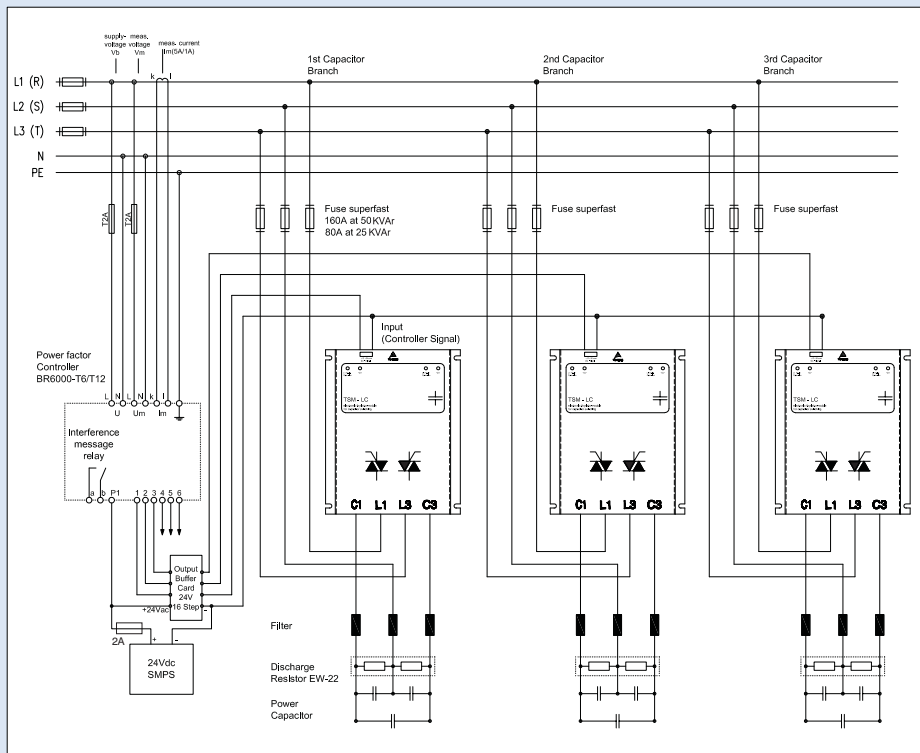 supply- meas.
voltage voltage meas. current
Vb Vm Im(5A/1A)
k l
1st Capacitor
Branch
2nd Capacitor
Branch
3rd Capacitor
Branch
L1 (R)
L2 (S)
L3 (T)
N
PE
T2A T2A
Fuse superfast
160A at 50KVAr
80A at 25KVAr
Fuse superfast
Fuse superfast
Input
(Controller Signal)
Power factor
Controller
BR6000-T6/T12
L N L N k l
U Um Im
Interference
message
relay
a b P1 1 2 3 4 5 6
TSM - LC
TSM - LC
TSM - LC
C1 L1 L3 C3
C1 L1 L3 C3
C1 L1 L3 C3
Output
Buffer
Card
24V
16 Step
+24Vac -
2A
+ -
24Vdc
SMPS
Filter
Discharge
Resistor EW-22
Power
Capacitor